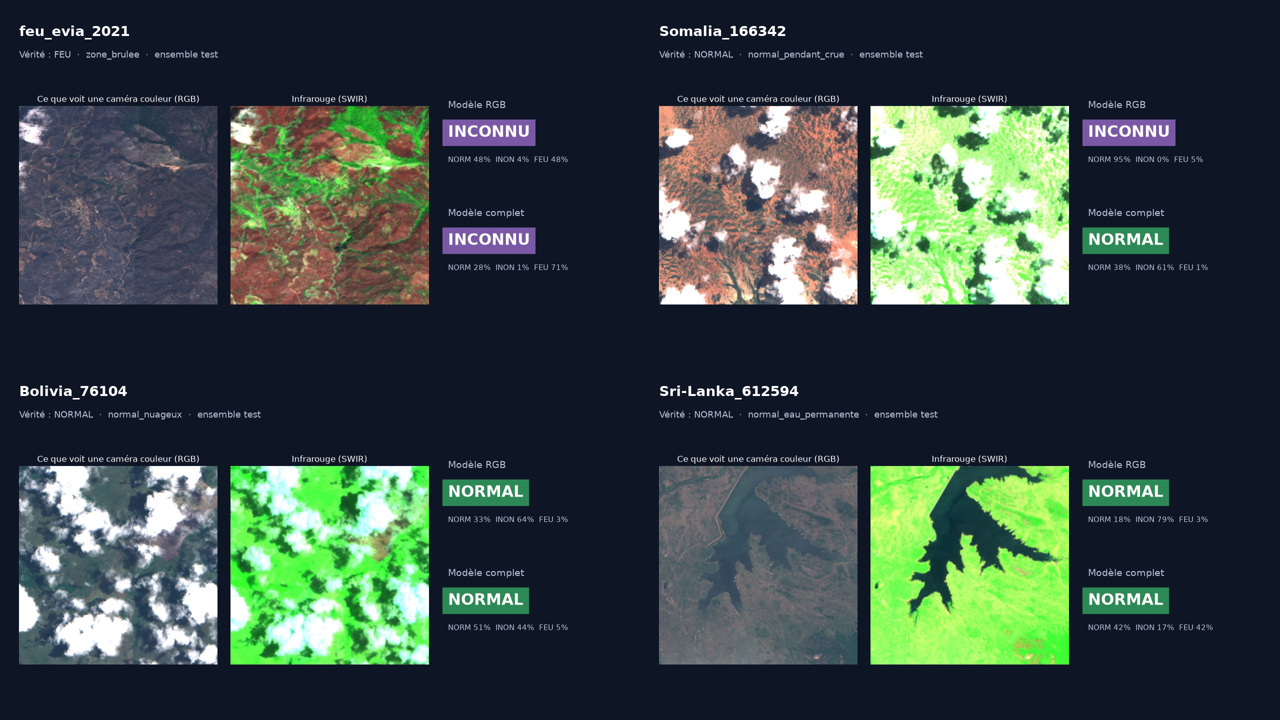 feu_evia_2021
Vérité : FEU · zone_brulee · ensemble test
Ce que voit une caméra couleur (RGB)
Infrarouge (SWIR)
Modèle RGB
INCONNU
NORM 48% INON 4% FEU 48%
Modèle complet
INCONNU
NORM 28% INON 1% FEU 71%
Somalia_166342
Vérité : NORMAL · normal_pendant_crue · ensemble test
Ce que voit une caméra couleur (RGB)
Infrarouge (SWIR)
Modèle RGB
INCONNU
NORM 95% INON 0% FEU 5%
Modèle complet
NORMAL
NORM 38% INON 61% FEU 1%
Bolivia_76104
Vérité : NORMAL · normal_nuageux · ensemble test
Ce que voit une caméra couleur (RGB)
Infrarouge (SWIR)
Modèle RGB
NORMAL
NORM 33% INON 64% FEU 3%
Modèle complet
NORMAL
NORM 51% INON 44% FEU 5%
Sri-Lanka_612594
Vérité : NORMAL · normal_eau_permanente · ensemble test
Ce que voit une caméra couleur (RGB)
Infrarouge (SWIR)
Modèle RGB
NORMAL
NORM 18% INON 79% FEU 3%
Modèle complet
NORMAL
NORM 42% INON 17% FEU 42%